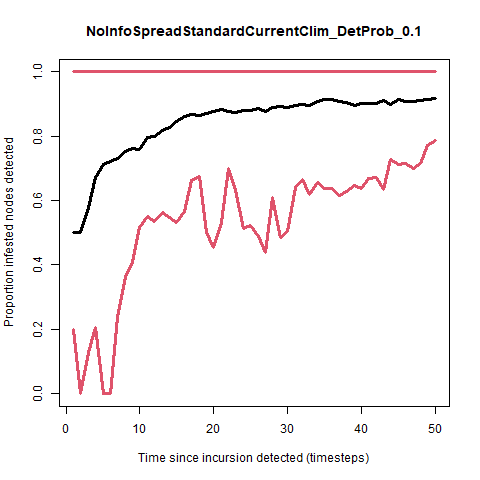 NoInfoSpreadStandardCurrentClim_DetProb_0.1
Proportion infested nodes detected
1.0
0.8
0.6
0.4
0.2
0.0
0 10 20 30 40 50
Time since incursion detected (timesteps)